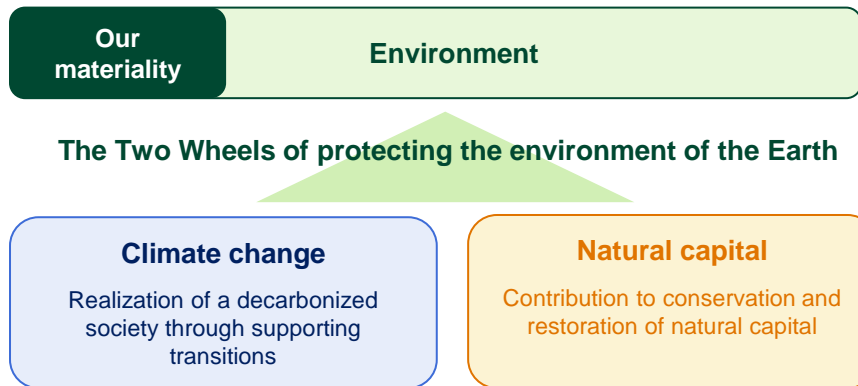 Our
materiality
Environment
The Two Wheels of protecting the environment of the Earth
Climate change
Realization of a decarbonized
society through supporting
transitions
Natural capital
Contribution to conservation and
restoration of natural capital